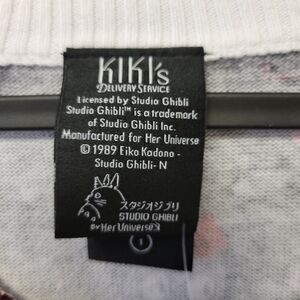 KIKI's
DELIVERY SERVICE
Licensed by Studio Ghibli
Studio Ghibli™ is a trademark
of Studio Ghibli Inc.
Manufactured for Her Universe
© 1989 Eiko Kadono -
Studio Ghibli - N
スタジオジブリ
STUDIO GHIBLI
BY Her Universe